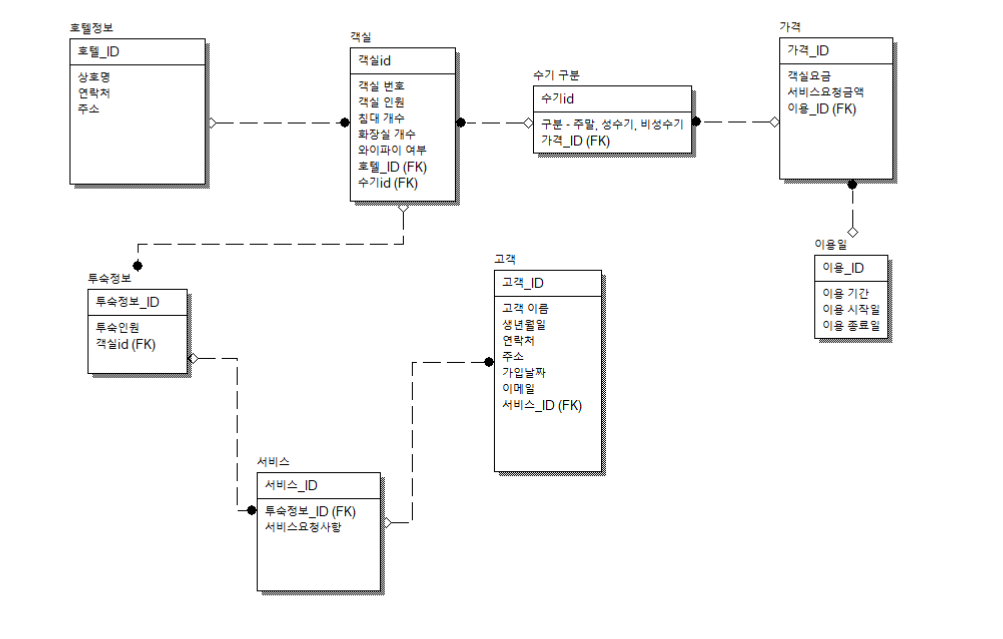 호텔정보
호텔_ID
상호명
연락처
주소
객실
객실id
객실 번호
객실 인원
침대 개수
화장실 개수
와이파이 여부
호텔_ID (FK)
수기id (FK)
수기 구분
수기id
구분 - 주말, 성수기, 비성수기
가격_ID (FK)
가격
가격_ID
객실요금
서비스요청금액
이용_ID (FK)
이용일
이용_ID
이용 기간
이용 시작일
이용 종료일
투숙정보
투숙정보_ID
투숙인원
객실id (FK)
고객
고객_ID
고객 이름
생년월일
연락처
주소
가입날짜
이메일
서비스_ID (FK)
서비스
서비스_ID
투숙정보_ID (FK)
서비스요청사항